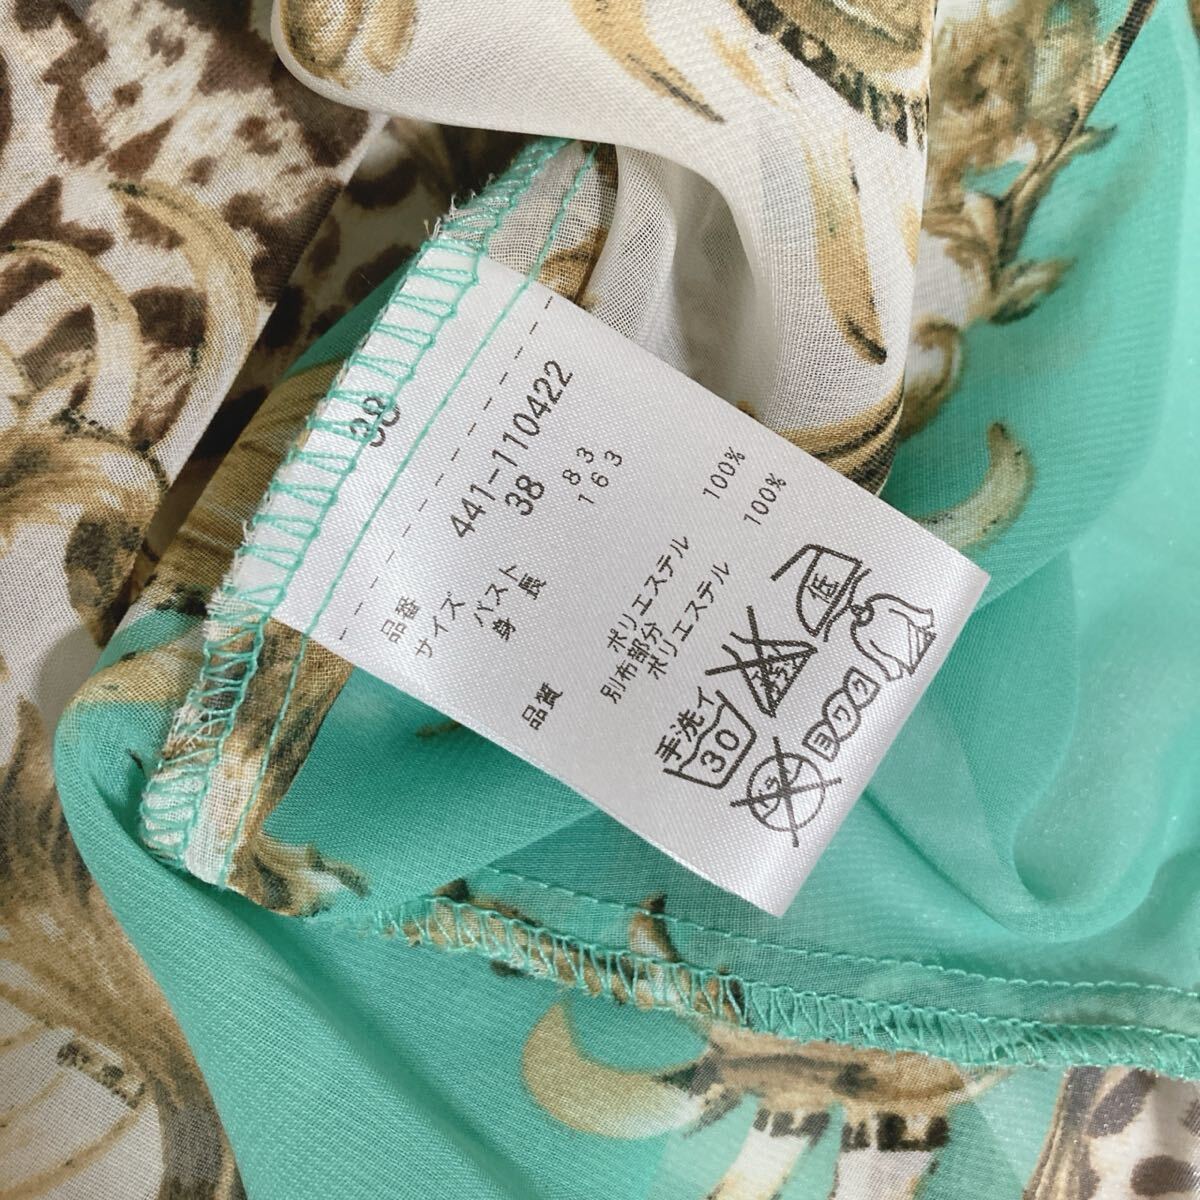 38
品番 441-110422
サイズ 38
バスト 83
身長 163
品質
ポリエステル 100%
別布部分
ポリエステル 100%
手洗イ
30
ヨワク
低